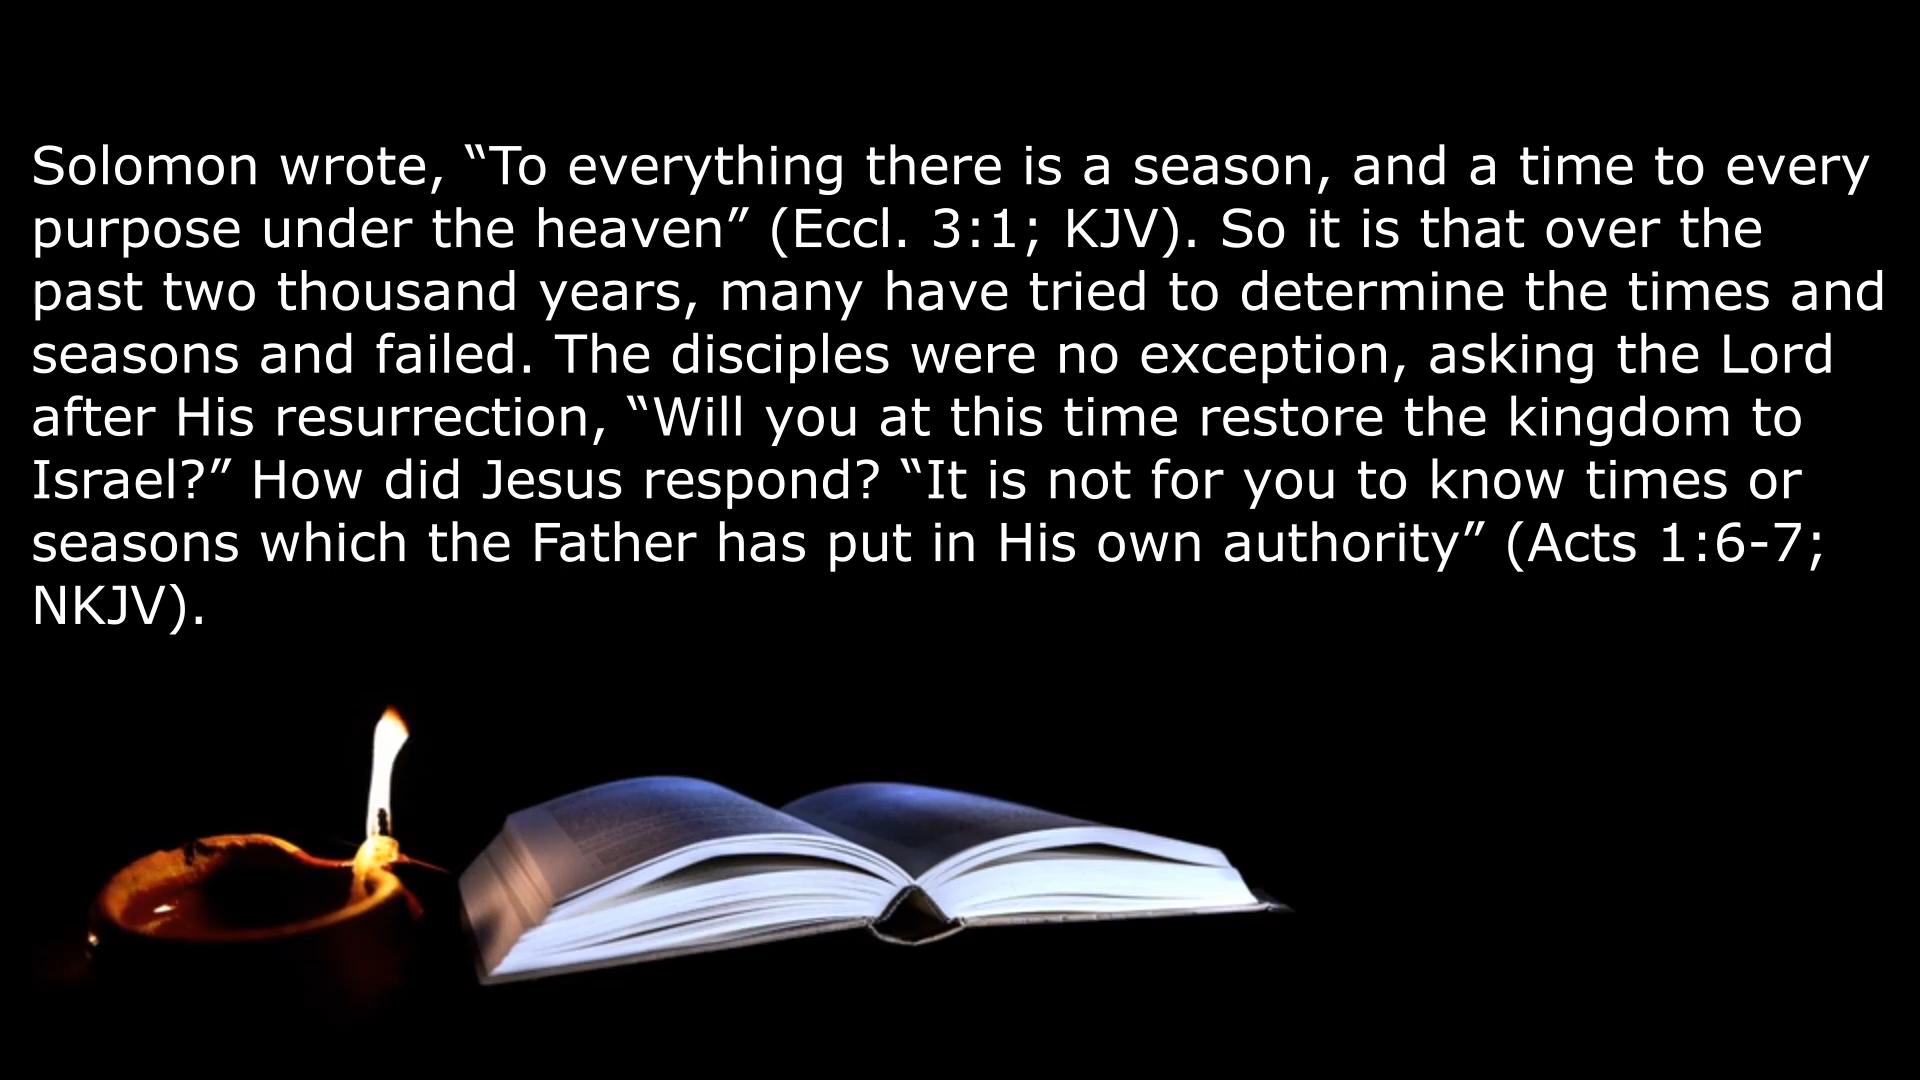 Solomon wrote, “To everything there is a season, and a time to every
purpose under the heaven” (Eccl. 3:1; KJV). So it is that over the
past two thousand years, many have tried to determine the times and
seasons and failed. The disciples were no exception, asking the Lord
after His resurrection, “Will you at this time restore the kingdom to
Israel?” How did Jesus respond? “It is not for you to know times or
seasons which the Father has put in His own authority” (Acts 1:6-7;
NKJV).